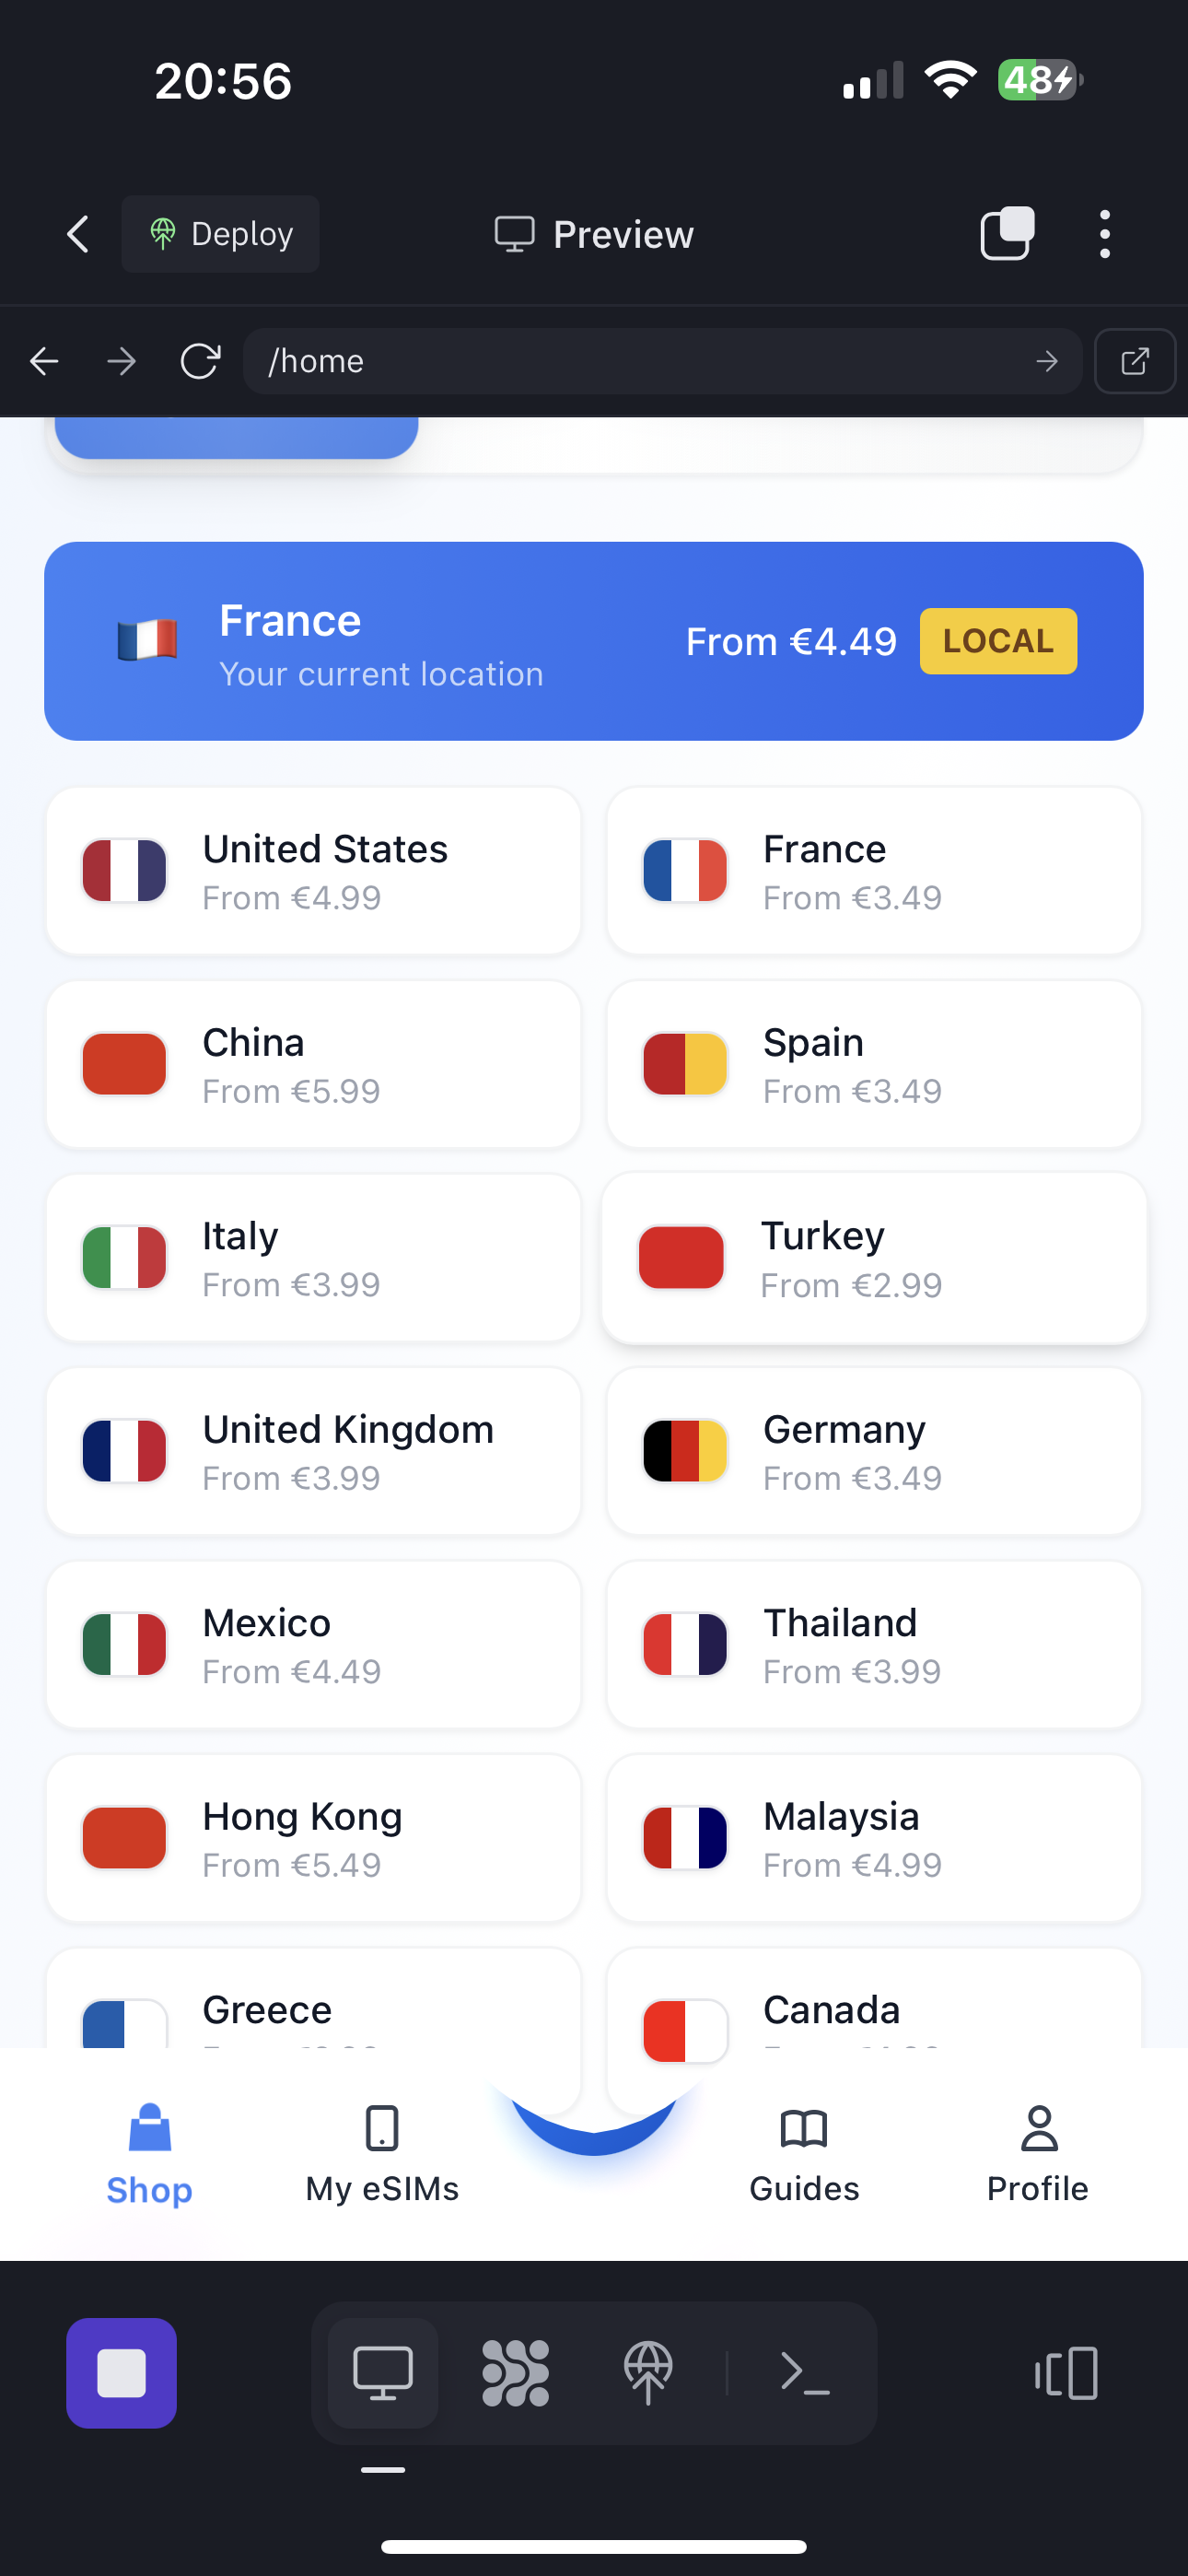 20:56
48
Deploy
Preview
/home
France
Your current location
From €4.49
LOCAL
United States
From €4.99
France
From €3.49
China
From €5.99
Spain
From €3.49
Italy
From €3.99
Turkey
From €2.99
United Kingdom
From €3.99
Germany
From €3.49
Mexico
From €4.49
Thailand
From €3.99
Hong Kong
From €5.49
Malaysia
From €4.99
Greece
Canada
Shop
My eSIMs
Guides
Profile